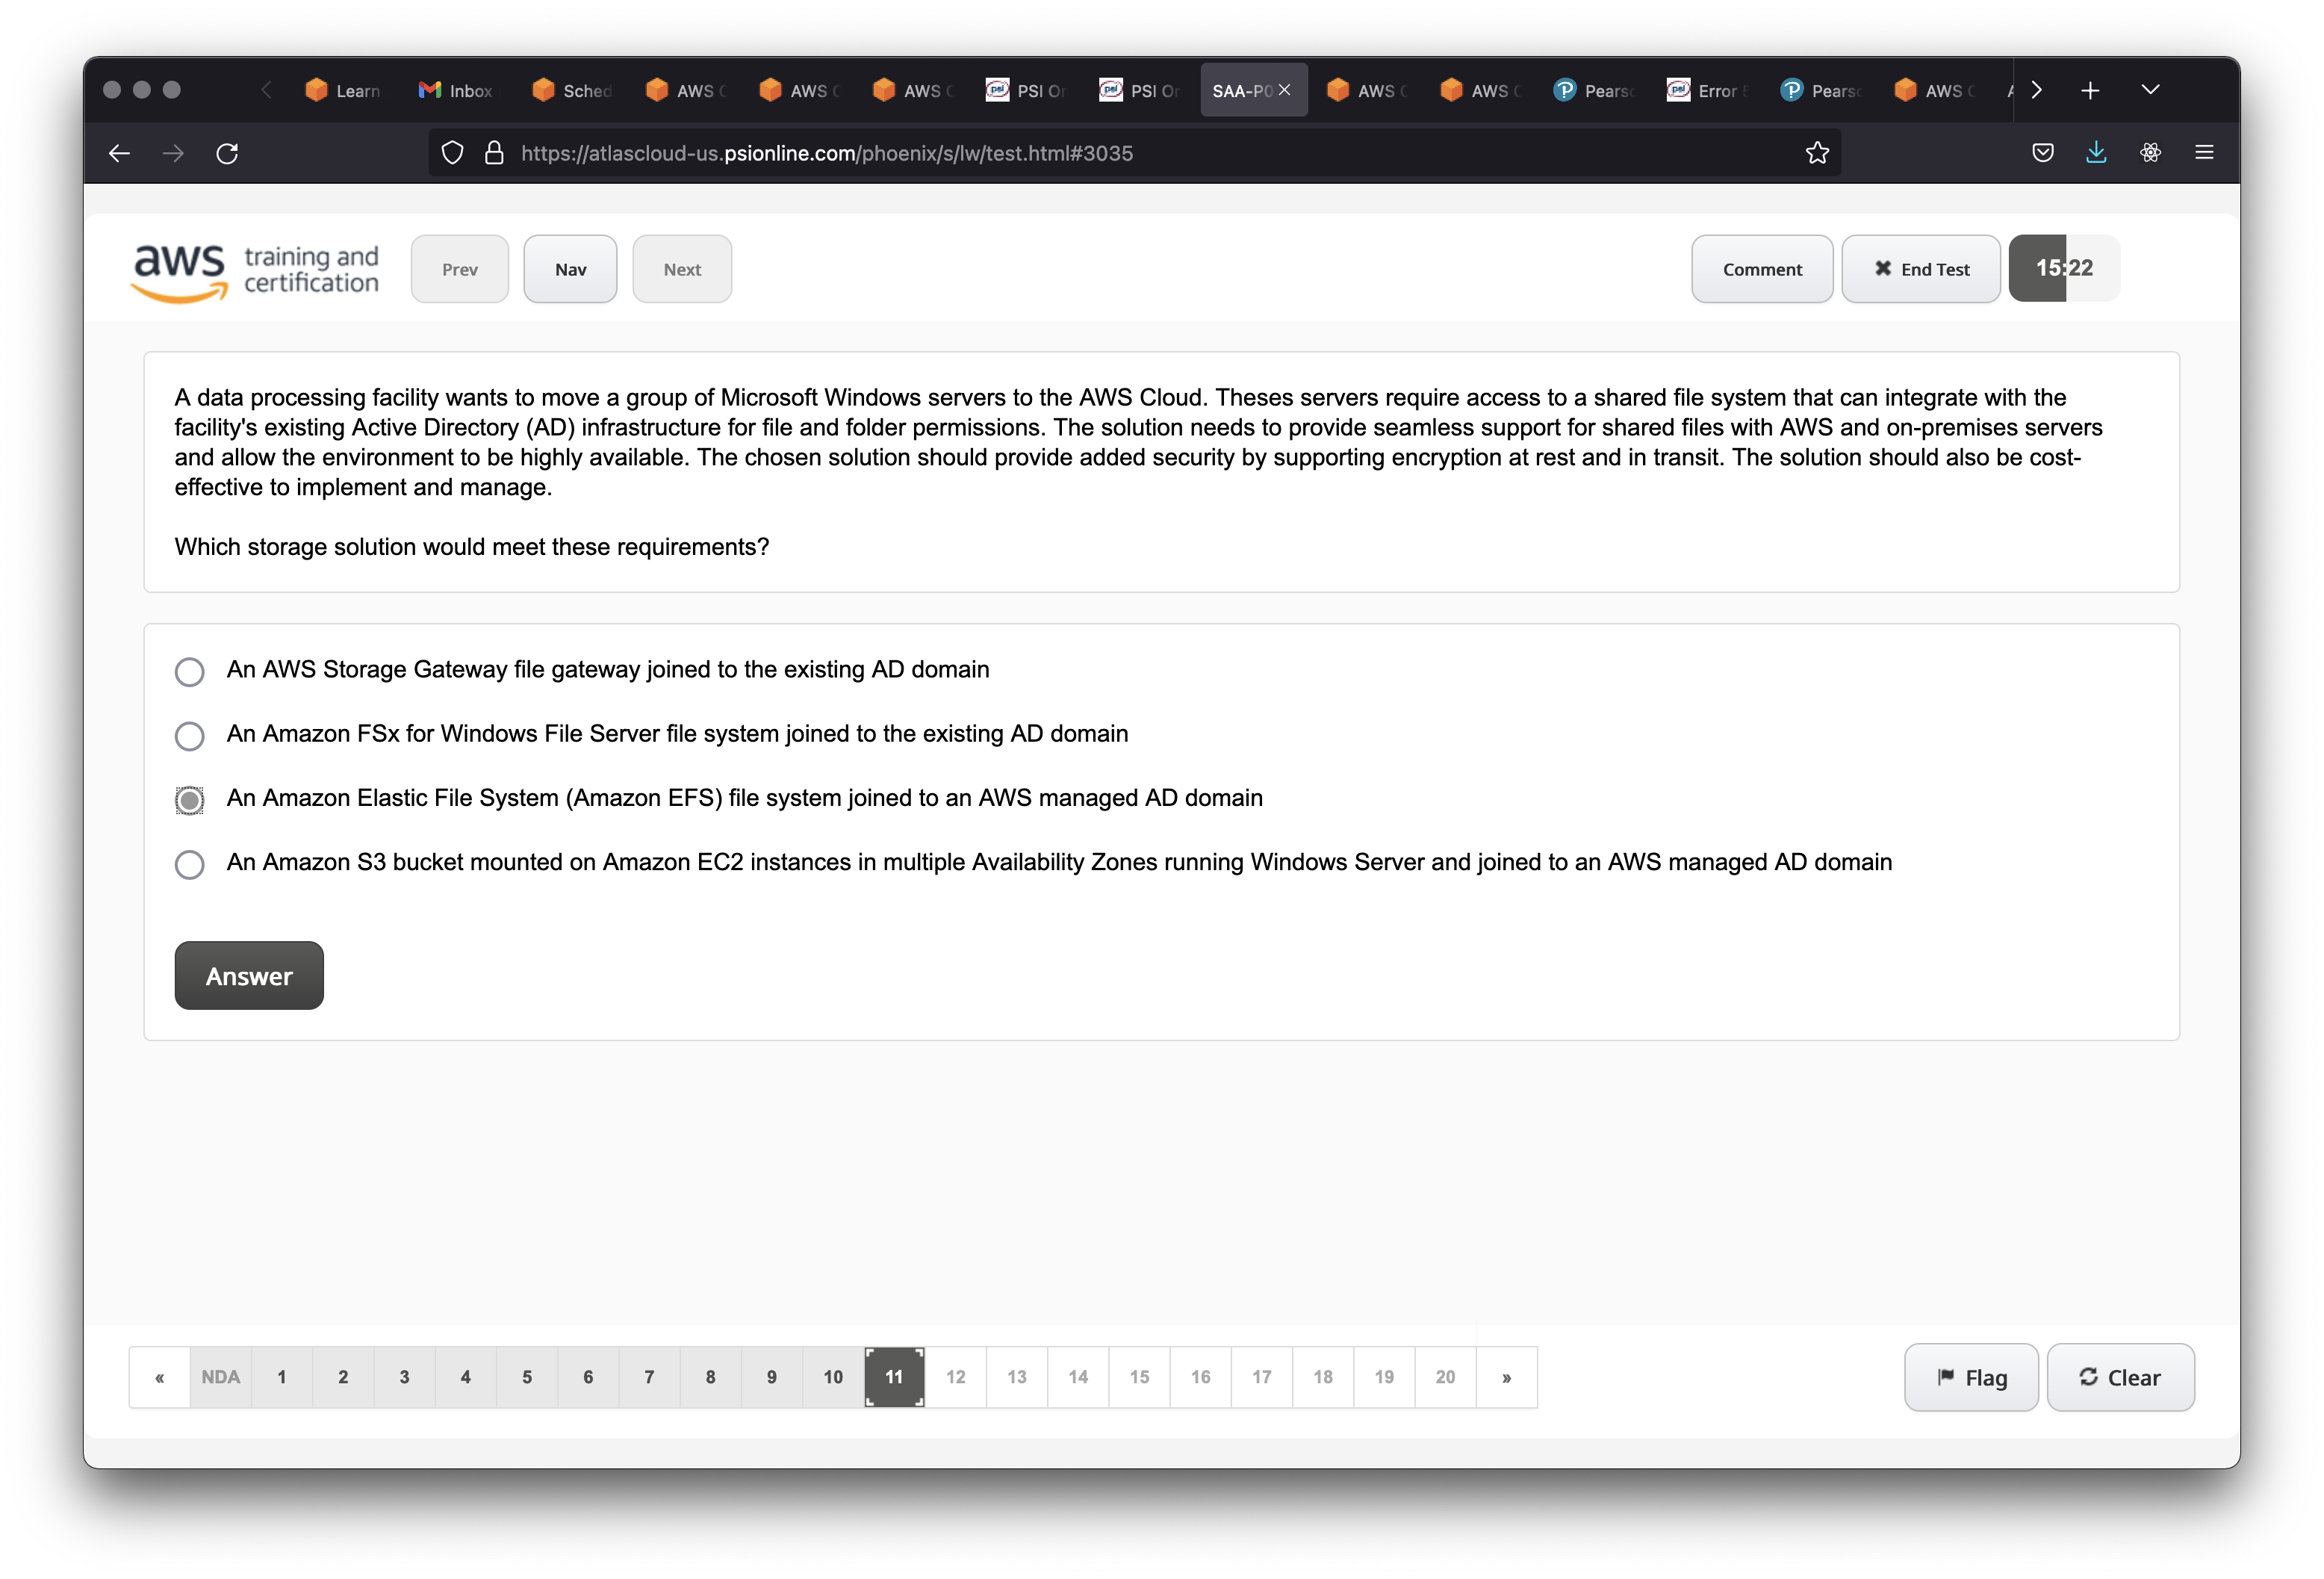 Learn
Inbox
Sched
AWS
AWS
AWS
PSI
PSI
SAA-P0
AWS
AWS
Pears
Error
Pears
AWS
https://atlascloud-us.psionline.com/phoenix/s/lw/test.html#3035
aws training and certification
Prev
Nav
Next
Comment
End Test
15:22
A data processing facility wants to move a group of Microsoft Windows servers to the AWS Cloud. Theses servers require access to a shared file system that can integrate with the
facility's existing Active Directory (AD) infrastructure for file and folder permissions. The solution needs to provide seamless support for shared files with AWS and on-premises servers
and allow the environment to be highly available. The chosen solution should provide added security by supporting encryption at rest and in transit. The solution should also be cost-
effective to implement and manage.
Which storage solution would meet these requirements?
An AWS Storage Gateway file gateway joined to the existing AD domain
An Amazon FSx for Windows File Server file system joined to the existing AD domain
An Amazon Elastic File System (Amazon EFS) file system joined to an AWS managed AD domain
An Amazon S3 bucket mounted on Amazon EC2 instances in multiple Availability Zones running Windows Server and joined to an AWS managed AD domain
Answer
« NDA 1 2 3 4 5 6 7 8 9 10 11 12 13 14 15 16 17 18 19 20 »
Flag
Clear